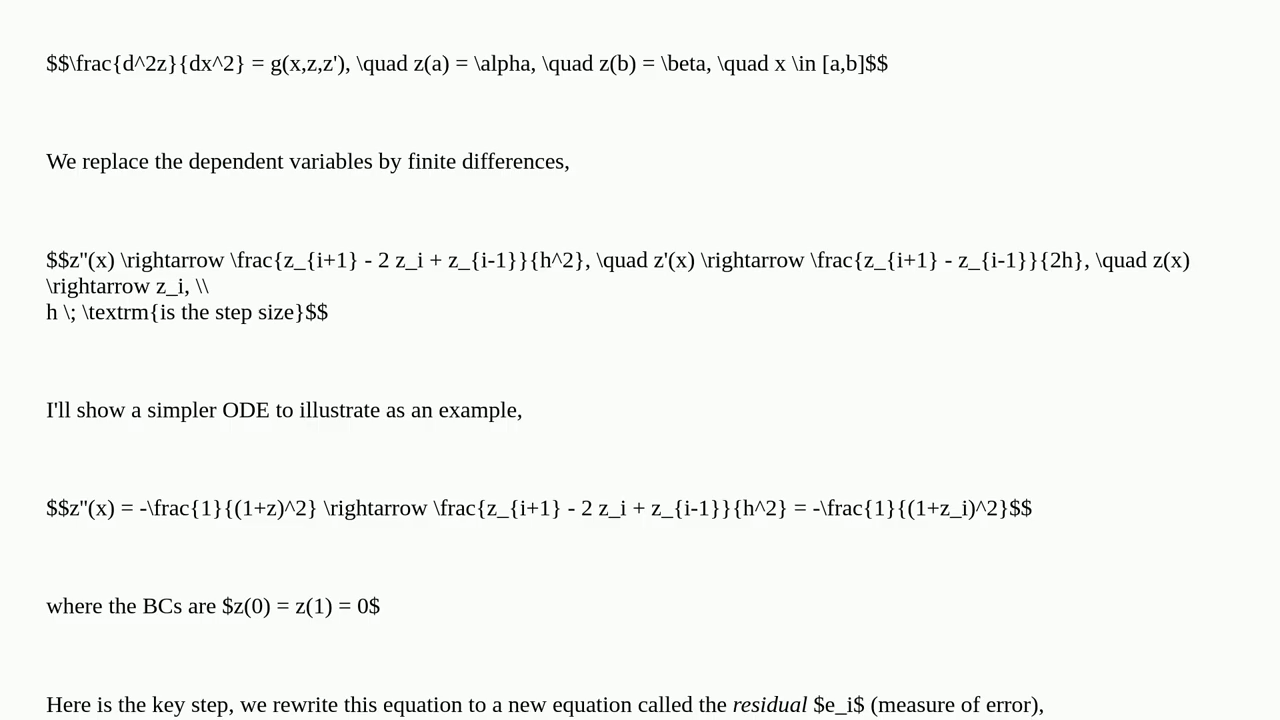 $$\frac{d^2z}{dx^2} = g(x,z,z'), \quad z(a) = \alpha, \quad z(b) = \beta, \quad x \in [a,b]$$
We replace the dependent variables by finite differences,
$$z''(x) \rightarrow \frac{z_{i+1} - 2 z_i + z_{i-1}}{h^2}, \quad z'(x) \rightarrow \frac{z_{i+1} - z_{i-1}}{2h}, \quad z(x)
\rightarrow z_i, \\
h \; \textrm{is the step size}$$
I'll show a simpler ODE to illustrate as an example,
$$z''(x) = -\frac{1}{(1+z)^2} \rightarrow \frac{z_{i+1} - 2 z_i + z_{i-1}}{h^2} = -\frac{1}{(1+z_i)^2}$$
where the BCs are $z(0) = z(1) = 0$
Here is the key step, we rewrite this equation to a new equation called the residual $e_i$ (measure of error),